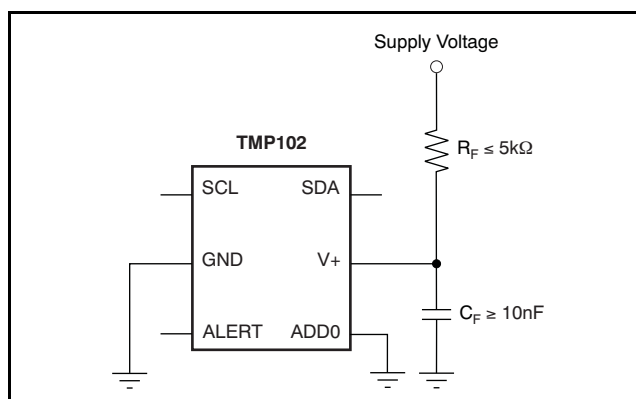 Supply Voltage
TMP102
R_F ≤ 5kΩ
SCL SDA
GND V+
C_F ≥ 10nF
ALERT ADD0